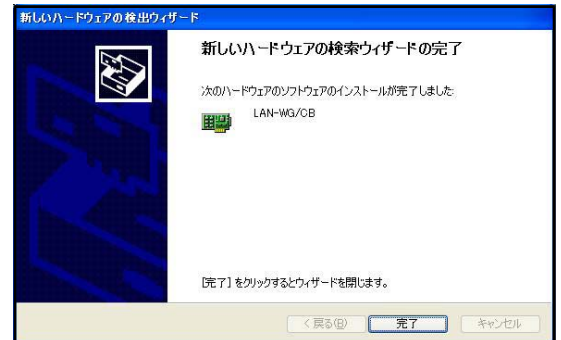 新しいハードウェアの検出ウィザード
新しいハードウェアの検索ウィザードの完了
次のハードウェアのソフトウェアのインストールが完了しました:
LAN-WG/CB
[完了] をクリックするとウィザードを閉じます。
< 戻る(B)
完了
キャンセル